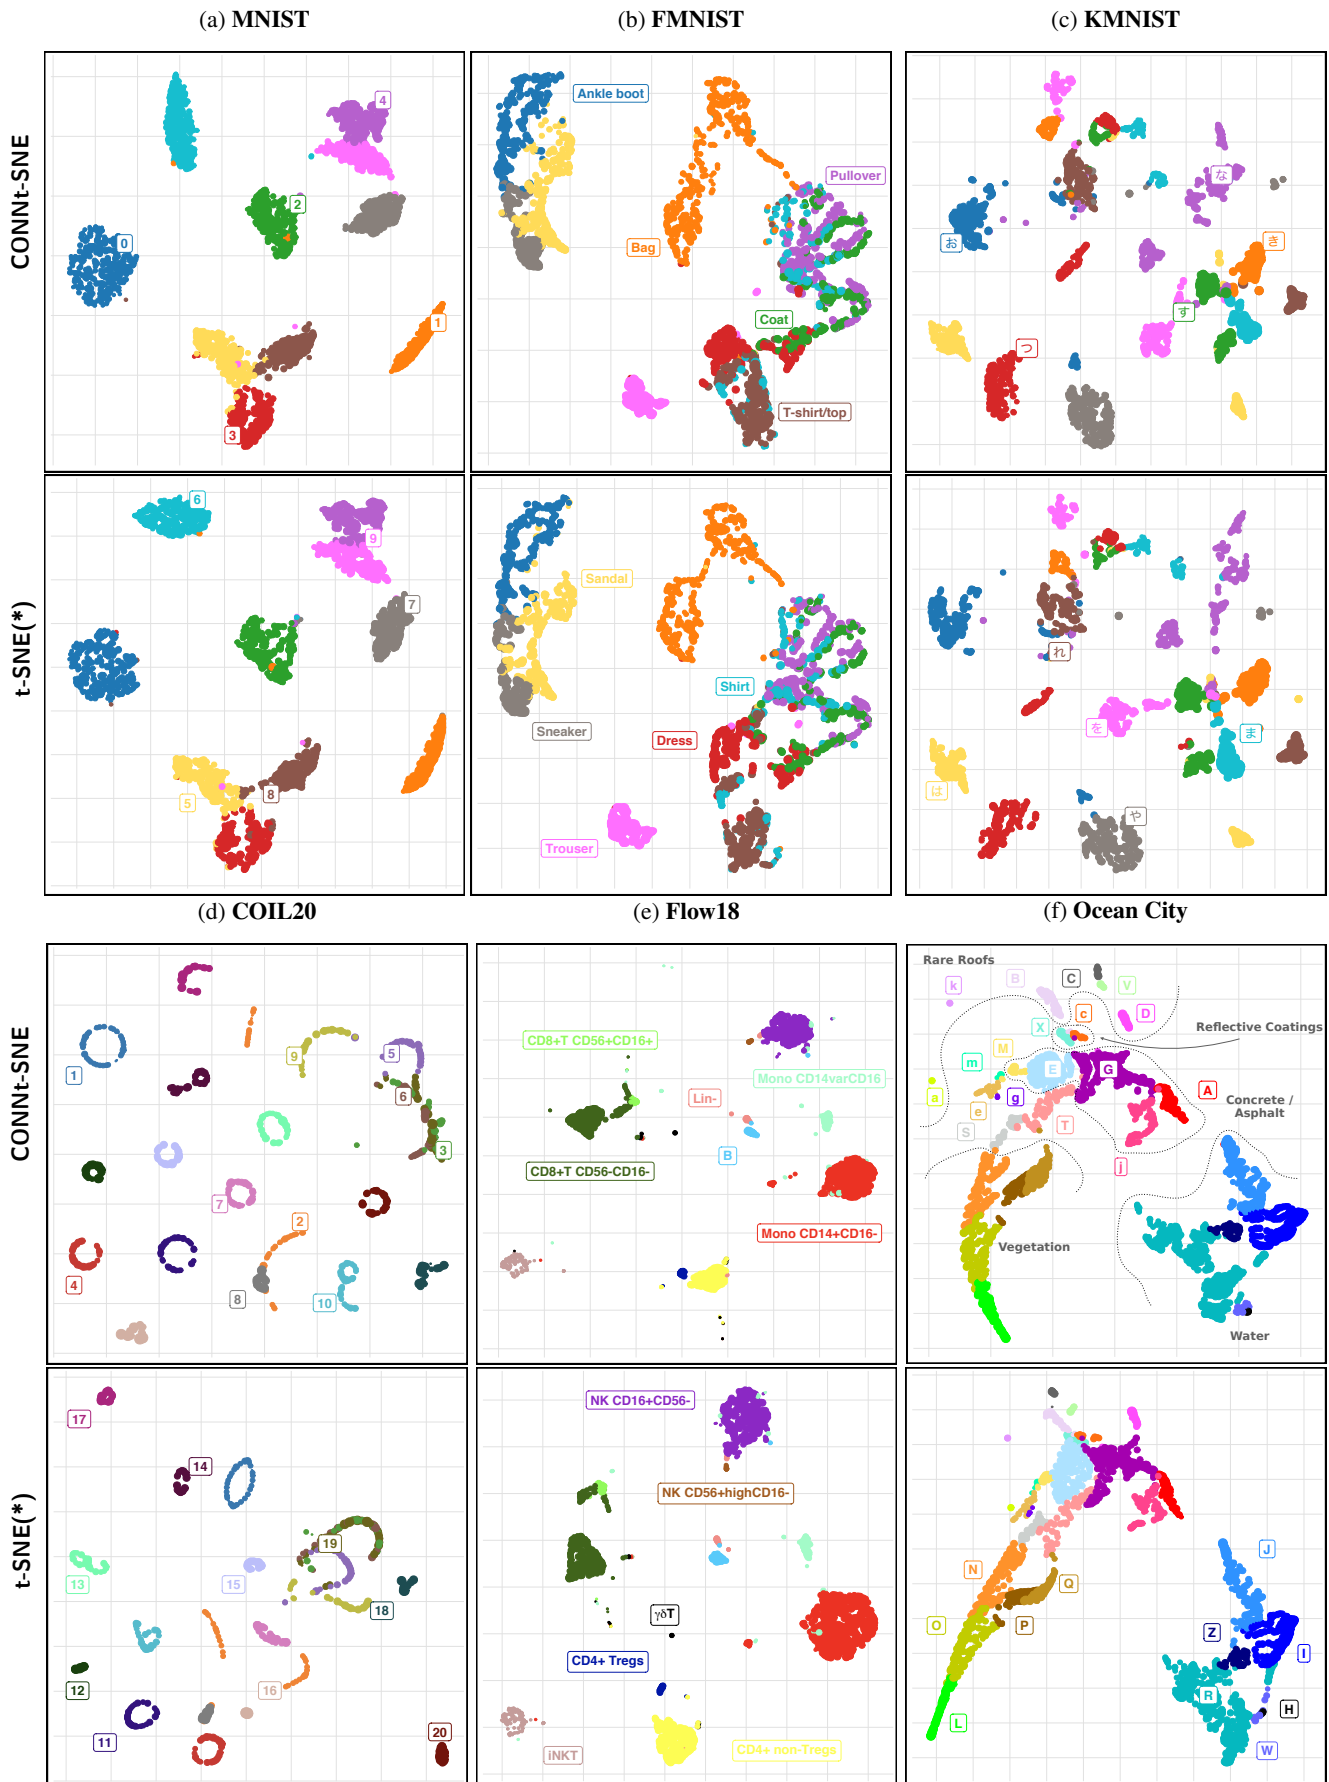 (a) MNIST
(b) FMNIST
(c) KMNIST
CONNt-SNE
4
2
0
1
3
Ankle boot
Pullover
Bag
Coat
T-shirt/top
な
お
き
す
つ
t-SNE(*)
6
9
7
5
8
Sandal
Shirt
Sneaker
Dress
Trouser
れ
を
ま
は
や
(d) COIL20
(e) Flow18
(f) Ocean City
CONNt-SNE
1
9
5
6
3
7
2
4
8
10
CD8+T CD56+CD16+
Mono CD14varCD16
Lin-
B
CD8+T CD56-CD16-
Mono CD14+CD16-
Rare Roofs
k
B
C
V
c
D
X
Reflective Coatings
M
m
E
G
a
e
g
A
Concrete /
Asphalt
S
T
j
Vegetation
Water
t-SNE(*)
17
14
19
13
15
18
12
16
11
20
NK CD16+CD56-
NK CD56+highCD16-
γδT
CD4+ Tregs
iNKT
CD4+ non-Tregs
J
N
Q
O
P
Z
I
R
H
L
W